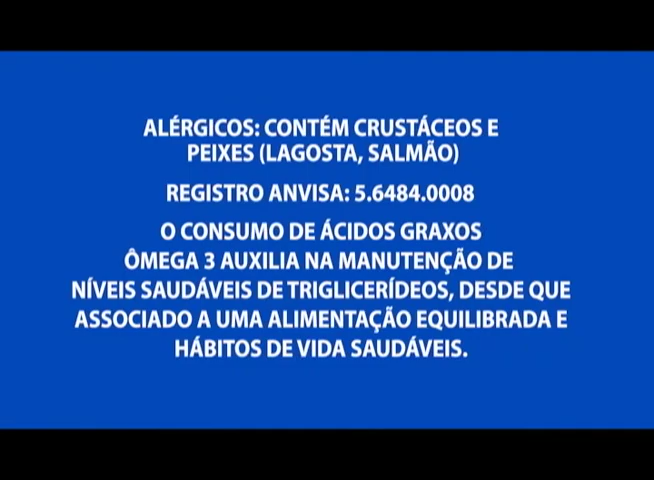 ALÉRGICOS: CONTÉM CRUSTÁCEOS E
PEIXES (LAGOSTA, SALMÃO)
REGISTRO ANVISA: 5.6484.0008
O CONSUMO DE ÁCIDOS GRAXOS
ÔMEGA 3 AUXILIA NA MANUTENÇÃO DE
NÍVEIS SAUDÁVEIS DE TRIGLICERÍDEOS, DESDE QUE
ASSOCIADO A UMA ALIMENTAÇÃO EQUILIBRADA E
HÁBITOS DE VIDA SAUDÁVEIS.